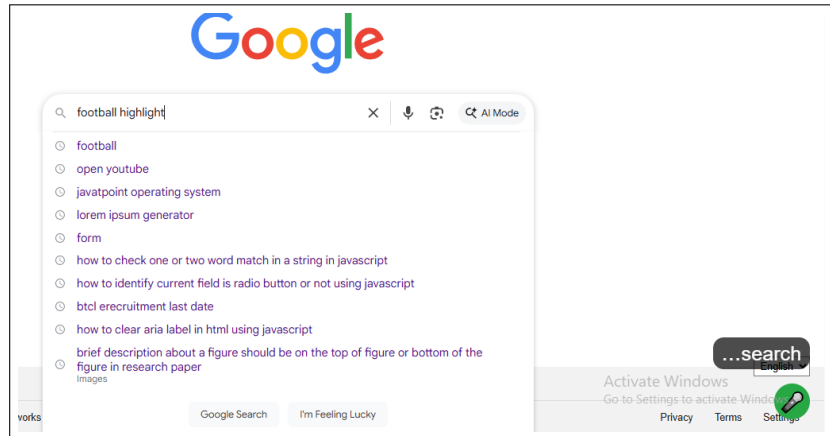 Google
football highlight
AI Mode
football
open youtube
javatpoint operating system
lorem ipsum generator
form
how to check one or two word match in a string in javascript
how to identify current field is radio button or not using javascript
btcl erecruitment last date
how to clear aria label in html using javascript
brief description about a figure should be on the top of figure or bottom of the
figure in research paper
Images
...search
English
Activate Windows
Go to Settings to activate Windows
Google Search I'm Feeling Lucky
works Privacy Terms Settings